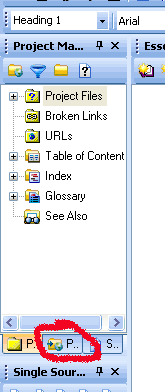 Heading 1 Arial
Project Ma... Esse
Project Files
Broken Links
URLs
Table of Content
Index
Glossary
See Also
P. P.. S..
Single Sour...